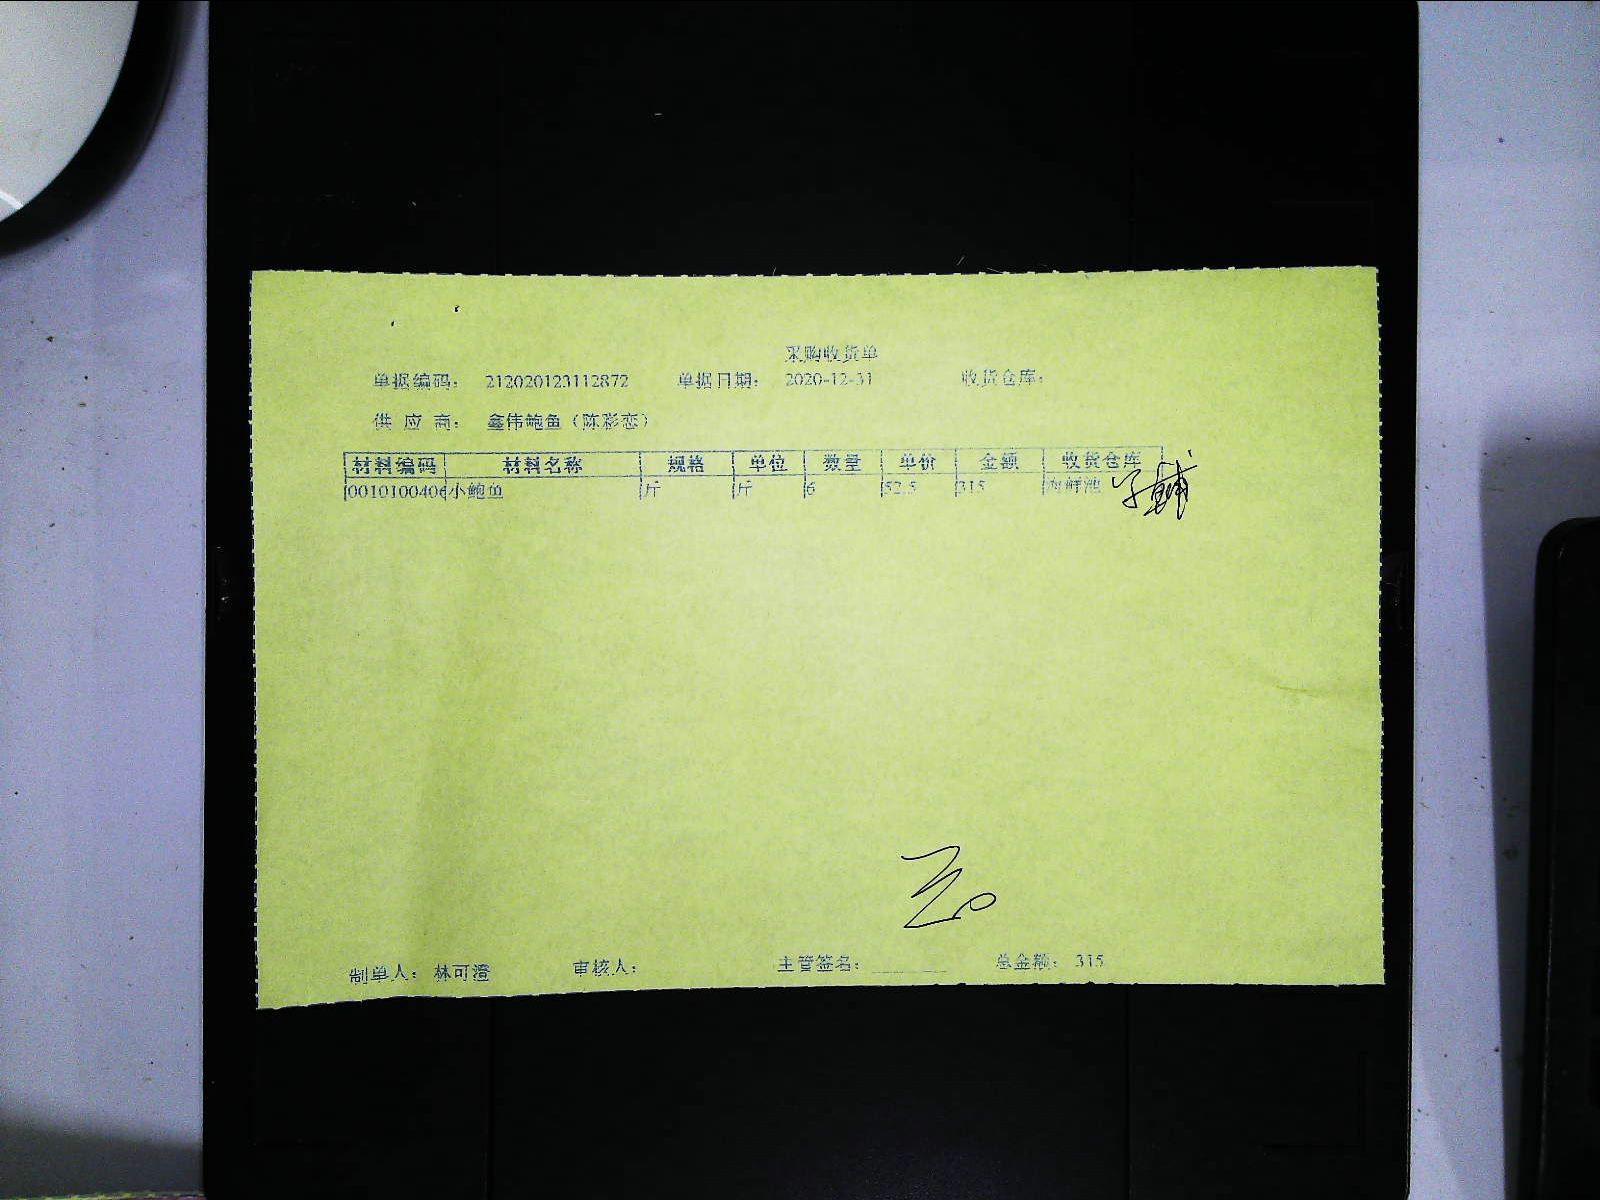 采购收货单
单据编码： 212020123112872 单据日期： 2020-12-31 收货仓库：
供 应 商： 鑫伟鲍鱼（陈彩恋）
材料编码 材料名称 规格 单位 数量 单价 金额 收货仓库
0010100406 小鲍鱼 斤 斤 6 52.5 315 海鲜池
制单人： 林可澄 审核人： 主管签名： 总金额： 315